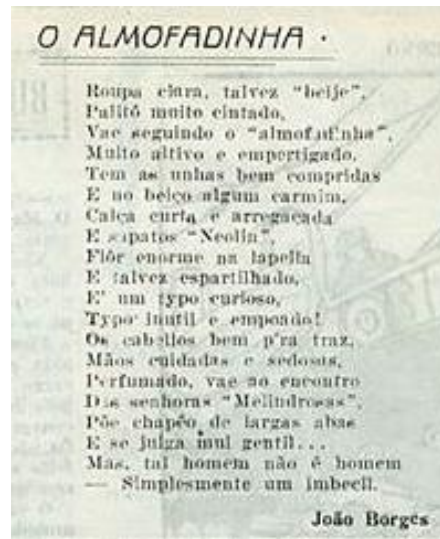 O ALMOFADINHA.
Roupa clara, talvez "beije",
Palitó muito cintado,
Vae seguindo o "almofadinha",
Muito altivo e empertigado.
Tem as unhas bem compridas
E no beiço algum carmim,
Calça curta e arregaçada
E sapatos "Neolin",
Flôr enorme na lapella
E talvez espartilhado,
E' um typo curioso,
Typo inutil e empoado!
Os cabellos bem p'ra traz,
Mãos cuidadas e sedosas,
Perfumado, vae ao encontro
Das senhoras "Melindrosas",
Põe chapéo de largas abas
E se julga mui gentil...
Mas, tal homem não é homem
— Simplesmente um imbecil.
João Borges